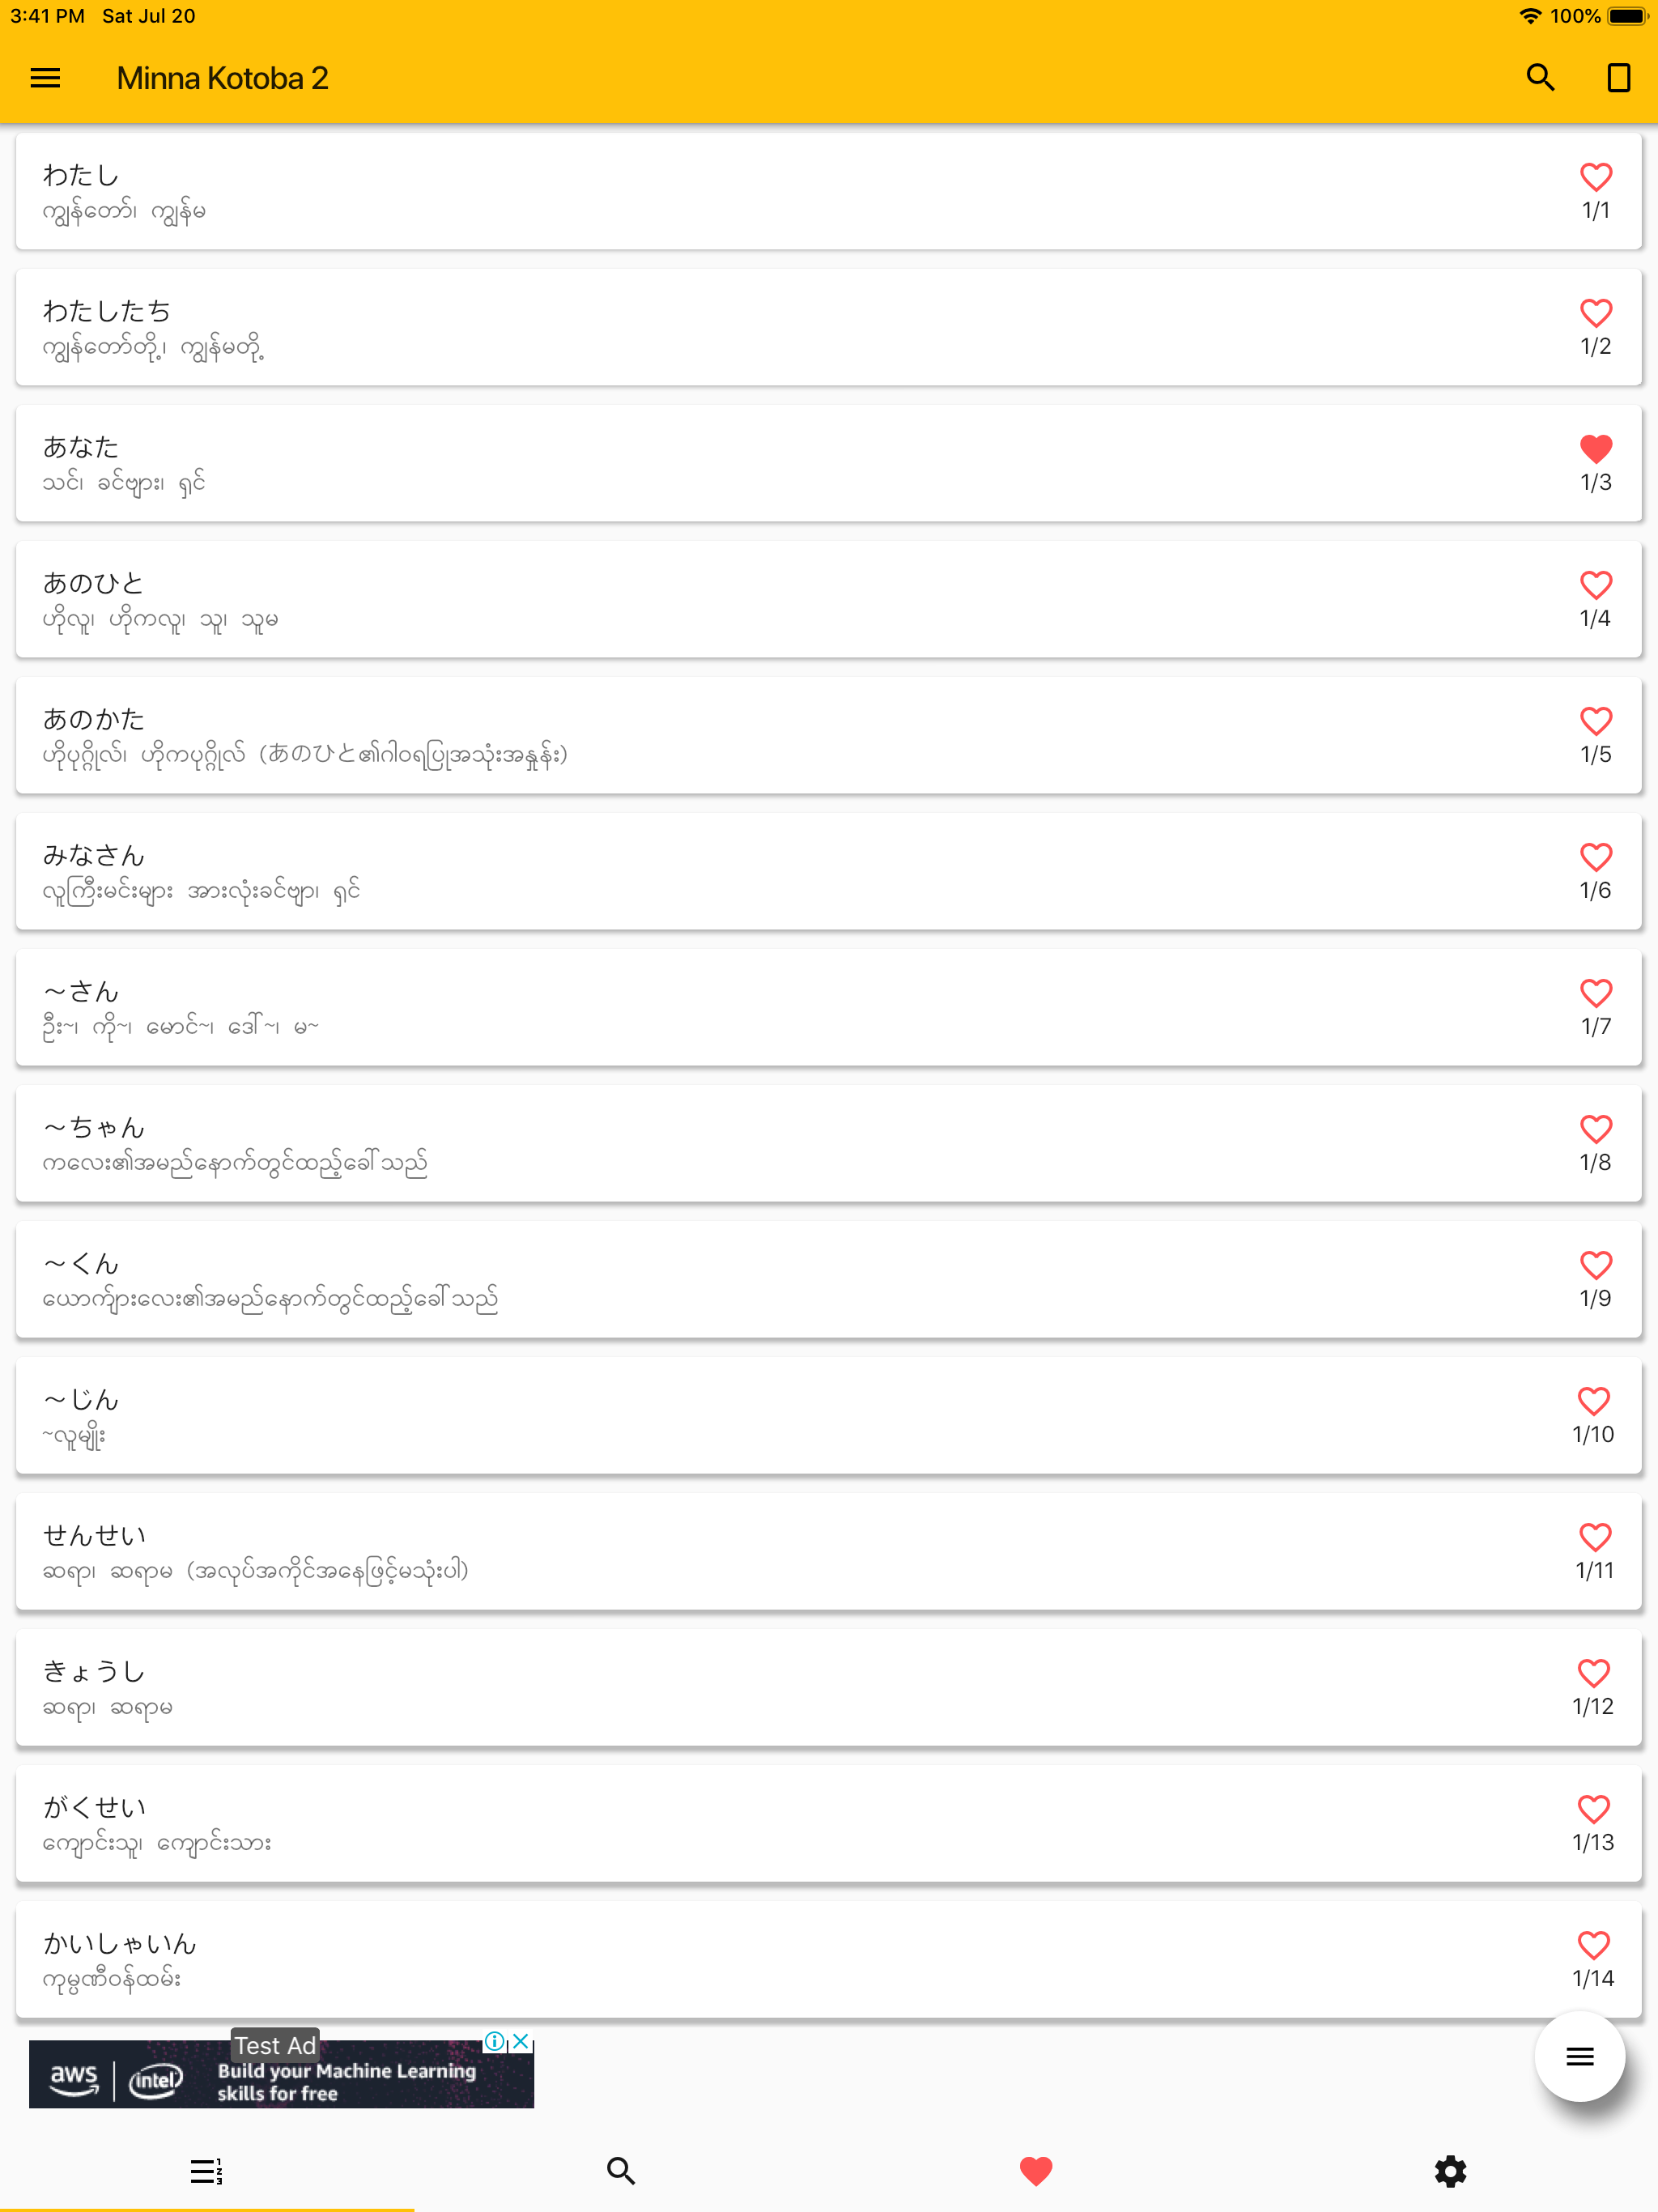 3:41 PM Sat Jul 20 100%
Minna Kotoba 2
わたし
ကျွန်တော်၊ ကျွန်မ
1/1
わたしたち
ကျွန်တော်တို့၊ ကျွန်မတို့
1/2
あなた
သင်၊ ခင်ဗျား၊ ရှင်
1/3
あのひと
ဟိုလူ၊ ဟိုကလူ၊ သူ၊ သူမ
1/4
あのかた
ဟိုပုဂ္ဂိုလ်၊ ဟိုကပုဂ္ဂိုလ် (あのひと၏ဂါဝရပြုအသုံးအနှုန်း)
1/5
みなさん
လူကြီးမင်းများ အားလုံးခင်ဗျာ၊ ရှင်
1/6
～さん
ဦး~၊ ကို~၊ မောင်~၊ ဒေါ်~၊ မ~
1/7
～ちゃん
ကလေး၏အမည်နောက်တွင်ထည့်ခေါ်သည်
1/8
～くん
ယောကျ်ားလေး၏အမည်နောက်တွင်ထည့်ခေါ်သည်
1/9
～じん
~လူမျိုး
1/10
せんせい
ဆရာ၊ ဆရာမ (အလုပ်အကိုင်အနေဖြင့်မသုံးပါ)
1/11
きょうし
ဆရာ၊ ဆရာမ
1/12
がくせい
ကျောင်းသူ၊ ကျောင်းသား
1/13
かいしゃいん
ကုမ္ပဏီဝန်ထမ်း
1/14
Test Ad
aws intel Build your Machine Learning
skills for free